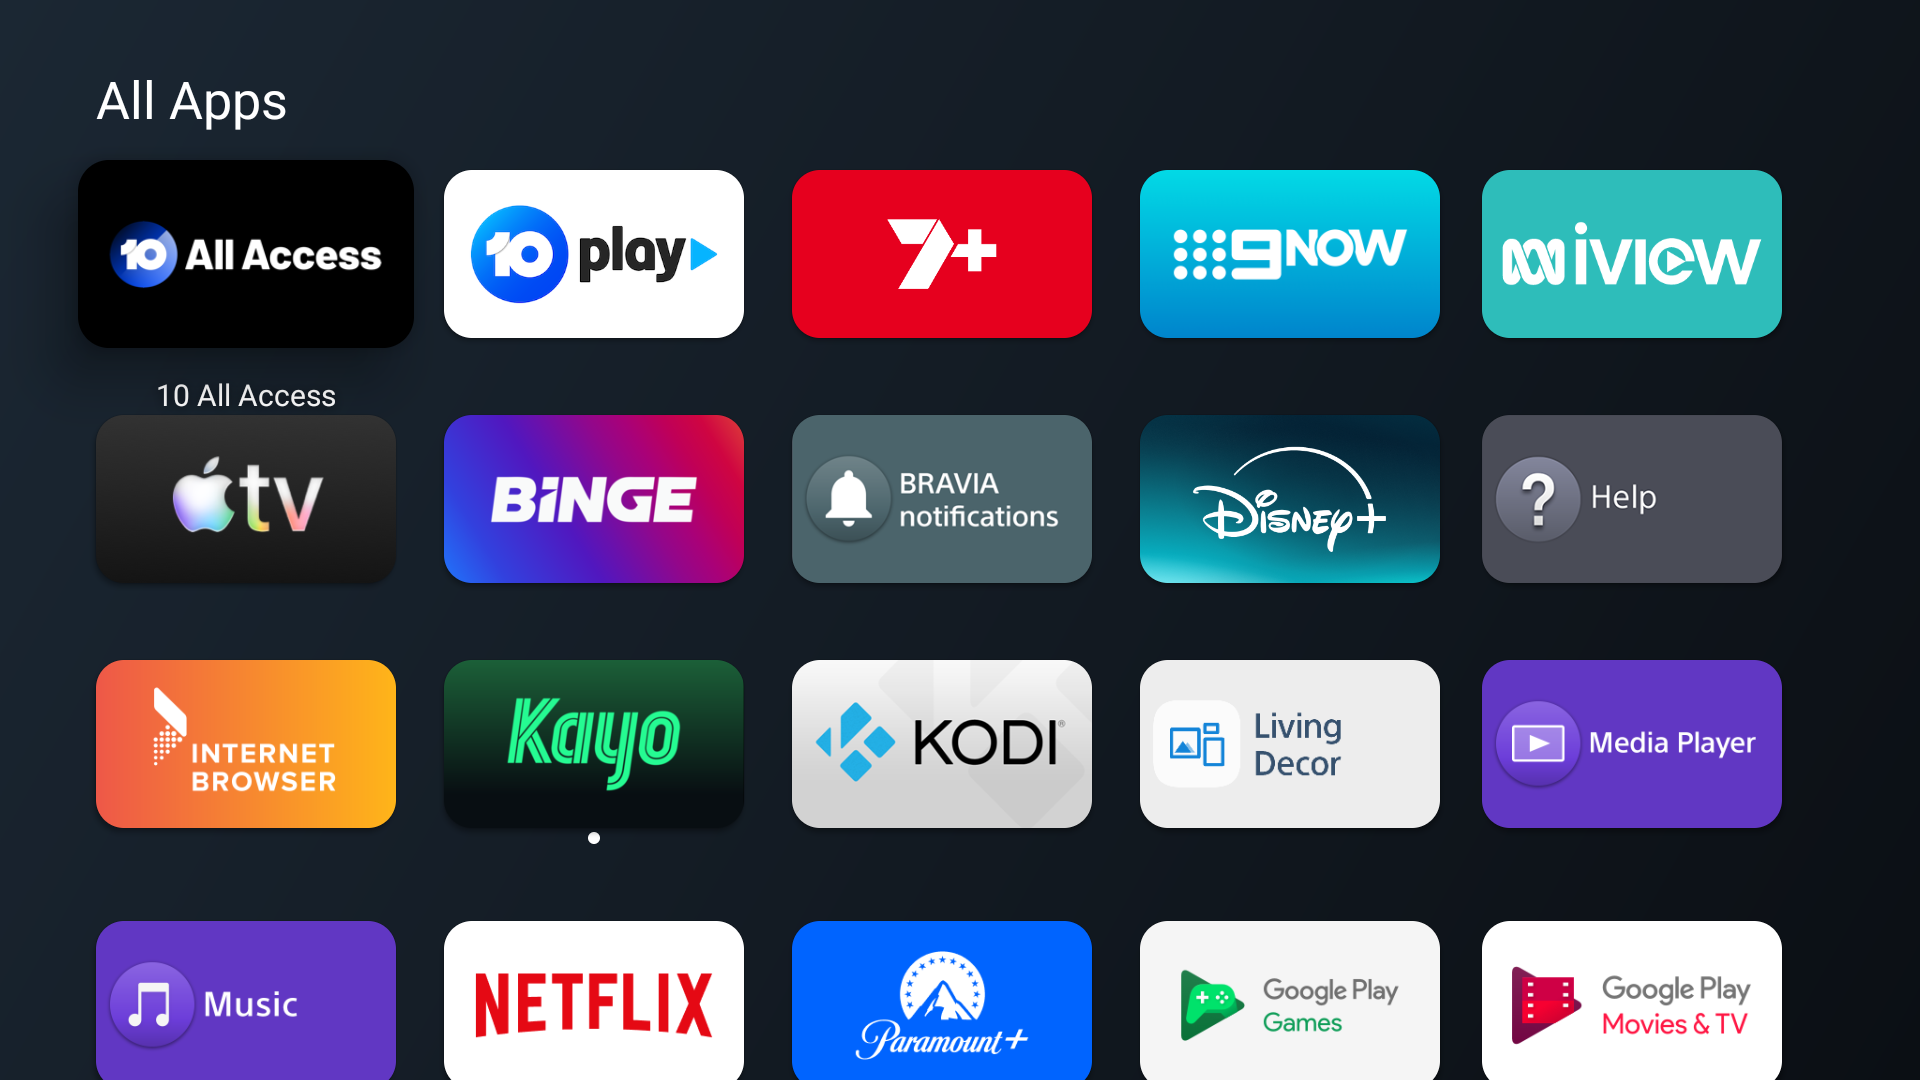 All Apps
10 All Access
10 play
7+
9NOW
iview
10 All Access
tv
BINGE
BRAVIA
notifications
Disney+
? Help
INTERNET
BROWSER
Kayo
KODI®
Living
Decor
Media Player
Music
NETFLIX
Paramount+
Google Play
Games
Google Play
Movies & TV